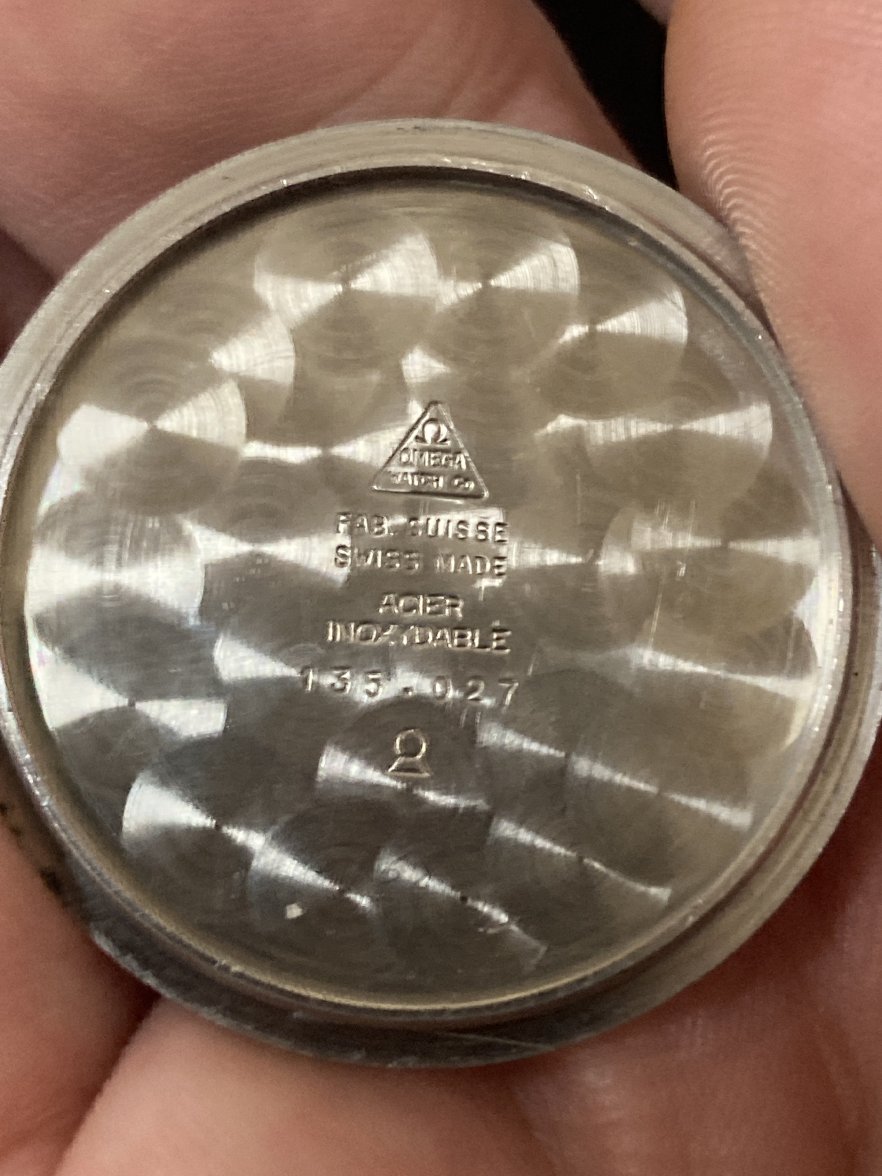 Ω
OMEGA
WATCH Co
FAB. SUISSE
SWISS MADE
ACIER
INOXYDABLE
135.027